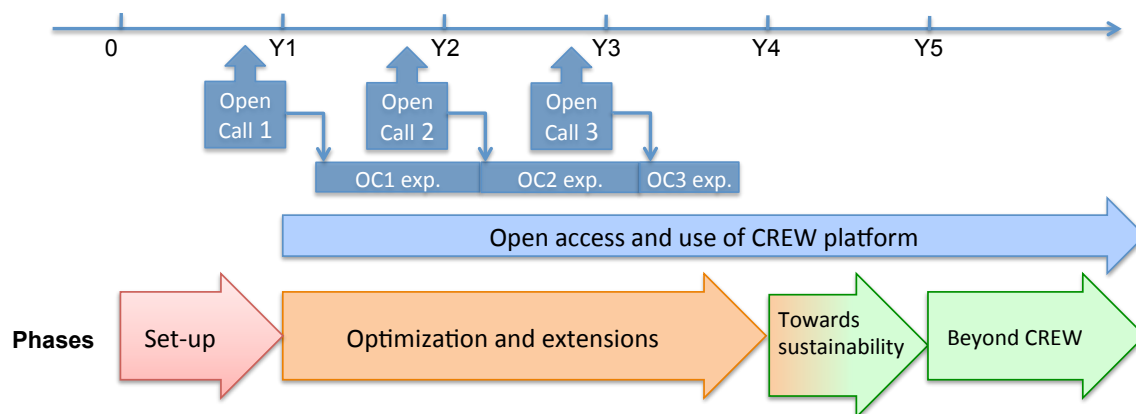 0 Y1 Y2 Y3 Y4 Y5
Open
Call 1
Open
Call 2
Open
Call 3
OC1 exp. OC2 exp. OC3 exp.
Open access and use of CREW platform
Phases
Set-up
Optimization and extensions
Towards
sustainability
Beyond CREW